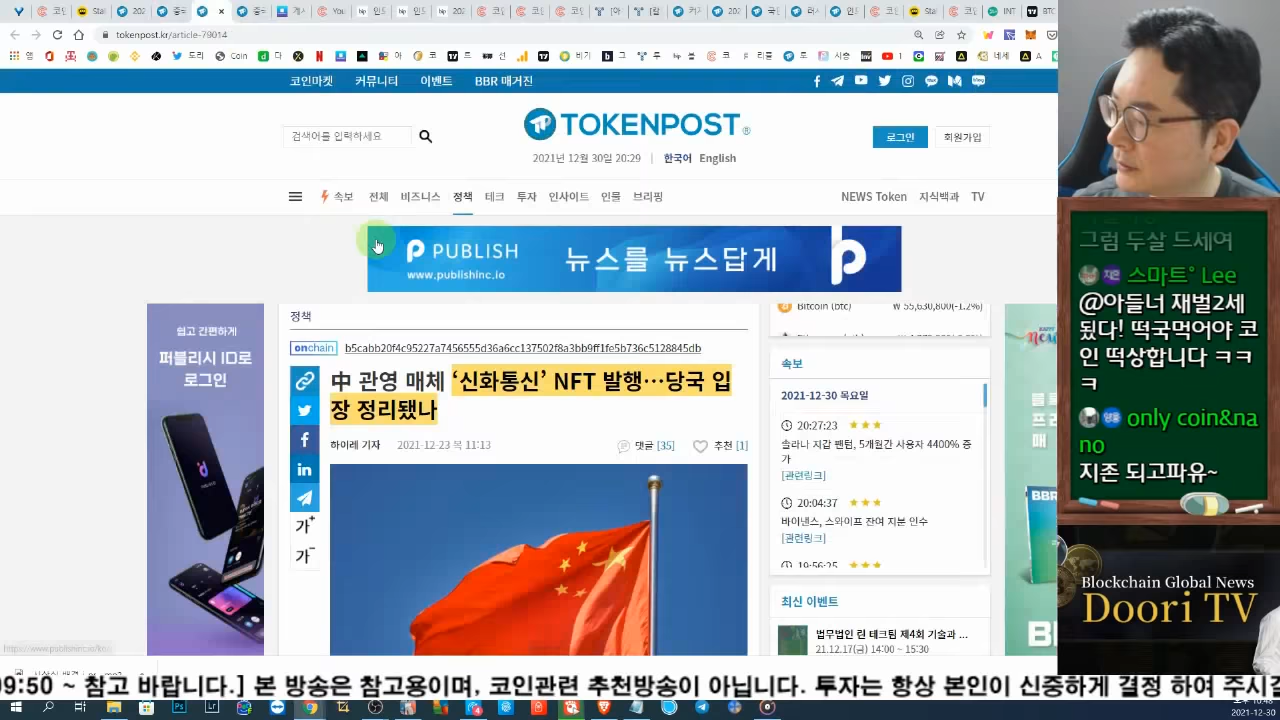 tokenpost.kr/article-79014
코인마켓 커뮤니티 이벤트 BBR 매거진
검색어를 입력하세요
TOKENPOST
2021년 12월 30일 20:29 | 한국어 English
로그인 회원가입
속보 전체 비즈니스 정책 테크 투자 인사이트 인물 브리핑
NEWS Token 지식백과 TV
PUBLISH
www.publishinc.io
뉴스를 뉴스답게
쉽고 간편하게
퍼블리시 ID로
로그인
정책
onchain b5cabb20f4c95227a7456555d36a6cc137502f8a3bb9ff1fe5b736c5128845db
中 관영 매체 ‘신화통신’ NFT 발행…당국 입
장 정리됐나
하이레 기자 2021-12-23 목 11:13
댓글 [35] 추천 [1]
가+
가-
Bitcoin (btc) ₩ 55,630,800(-1.2%)
속보
2021-12-30 목요일
20:27:23 ★★★
솔라나 지갑 팬텀, 5개월간 사용자 4400% 증
가
[관련링크]
20:04:37 ★★★
바이낸스, 스와이프 잔여 지분 인수
[관련링크]
19:56:25 ★★★
최신 이벤트
법무법인 린 테크팀 제4회 기술과 ...
21.12.17(금) 14:00 ~ 15:30
그럼 두살 드세여
스마트° Lee
@아들너 재벌2세
됬다! 떡국먹어야 코
인 떡상합니다 ㅋㅋ
ㅋ
only coin&na
no
지존 되고파유~
Blockchain Global News
Doori TV
09:50 ~ 참고 바랍니다.] 본 방송은 참고용이며, 코인관련 추천방송이 아닙니다. 투자는 항상 본인이 신중하게 결정 하여 주시길
2021-12-30